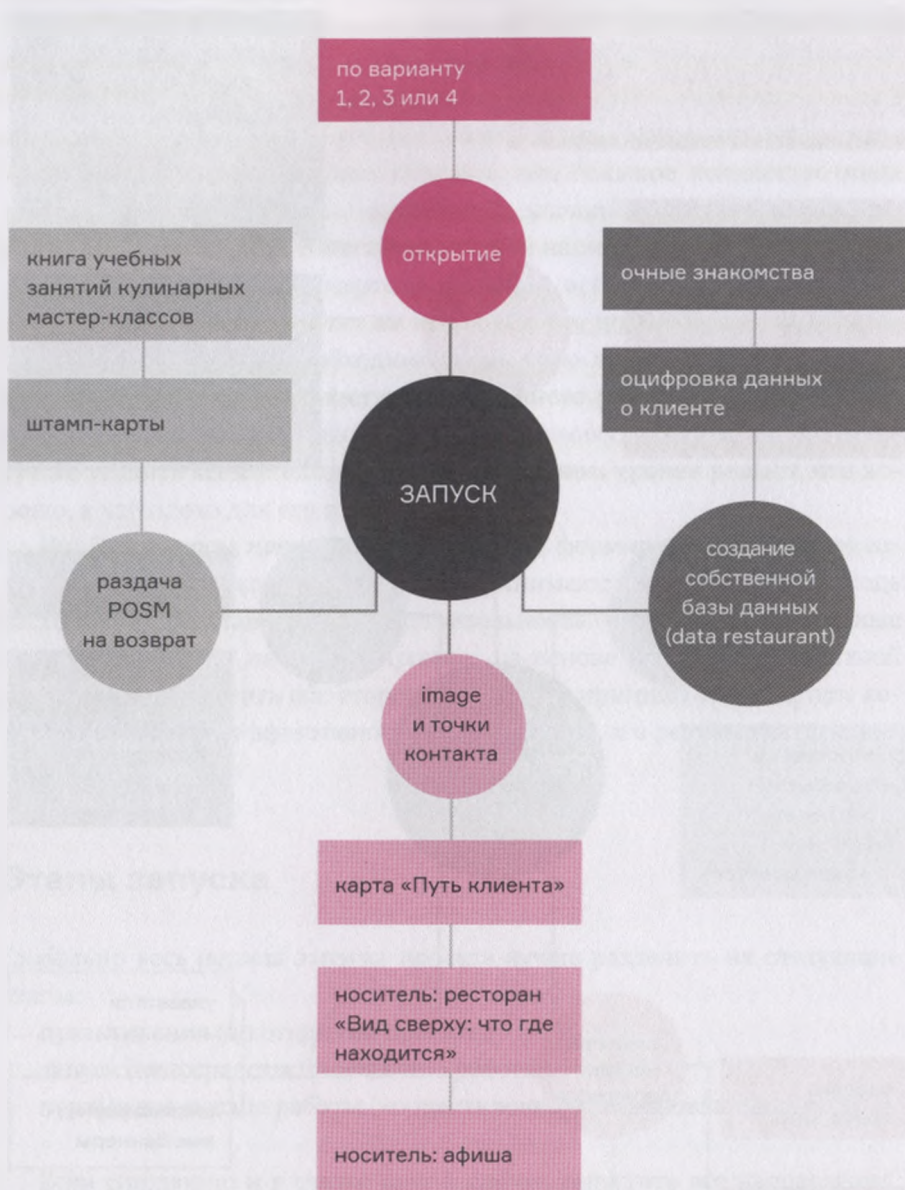 по варианту
1, 2, 3 или 4
открытие
книга учебных
занятий кулинарных
мастер-классов
штамп-карты
раздача
POSM
на возврат
очные знакомства
оцифровка данных
о клиенте
создание
собственной
базы данных
(data restaurant)
ЗАПУСК
image
и точки
контакта
карта «Путь клиента»
носитель: ресторан
«Вид сверху: что где
находится»
носитель: афиша
Этапы запуска